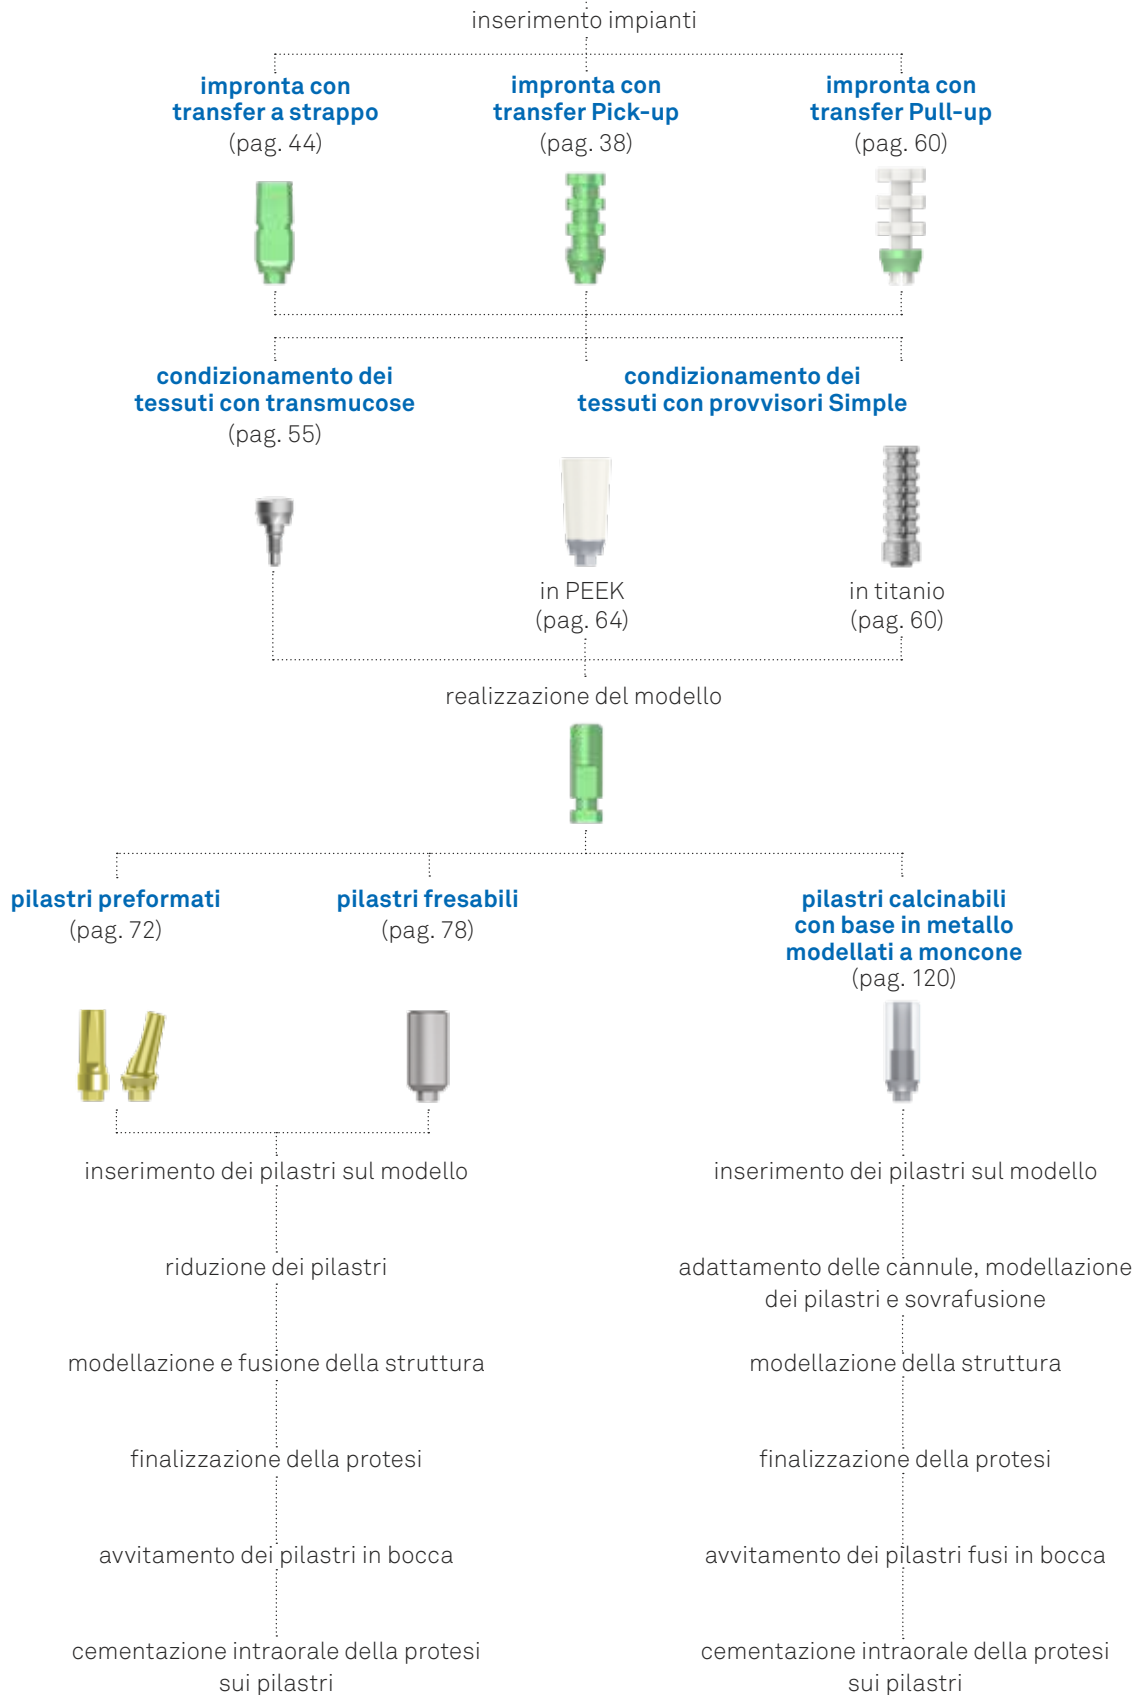 inserimento impianti
impronta con
transfer a strappo
(pag. 44)
impronta con
transfer Pick-up
(pag. 38)
impronta con
transfer Pull-up
(pag. 60)
condizionamento dei
tessuti con transmucose
(pag. 55)
condizionamento dei
tessuti con provvisori Simple
in PEEK
(pag. 64)
in titanio
(pag. 60)
realizzazione del modello
pilastri preformati
(pag. 72)
pilastri fresabili
(pag. 78)
pilastri calcinabili
con base in metallo
modellati a moncone
(pag. 120)
inserimento dei pilastri sul modello
riduzione dei pilastri
modellazione e fusione della struttura
finalizzazione della protesi
avvitamento dei pilastri in bocca
cementazione intraorale della protesi
sui pilastri
inserimento dei pilastri sul modello
adattamento delle cannule, modellazione
dei pilastri e sovrafusione
modellazione della struttura
finalizzazione della protesi
avvitamento dei pilastri fusi in bocca
cementazione intraorale della protesi
sui pilastri